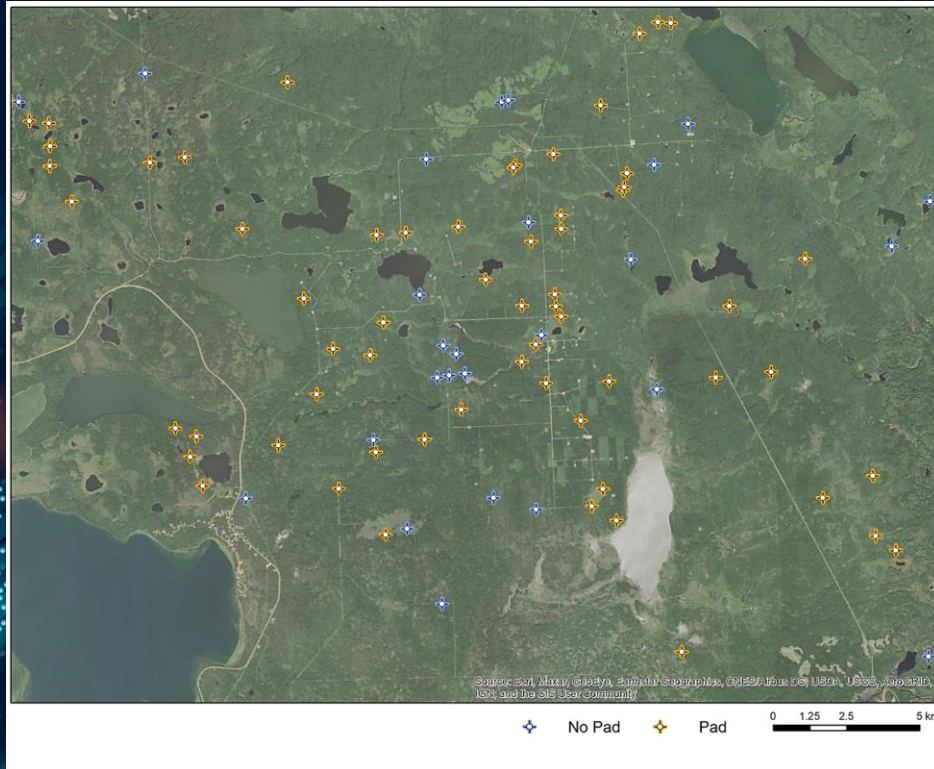 Source: Esri, Maxar, GeoEye, Earthstar Geographics, CNES/Airbus DS, USDA, USGS, AeroGRID,
IGN, and the GIS User Community
No Pad Pad 0 1.25 2.5 5 km